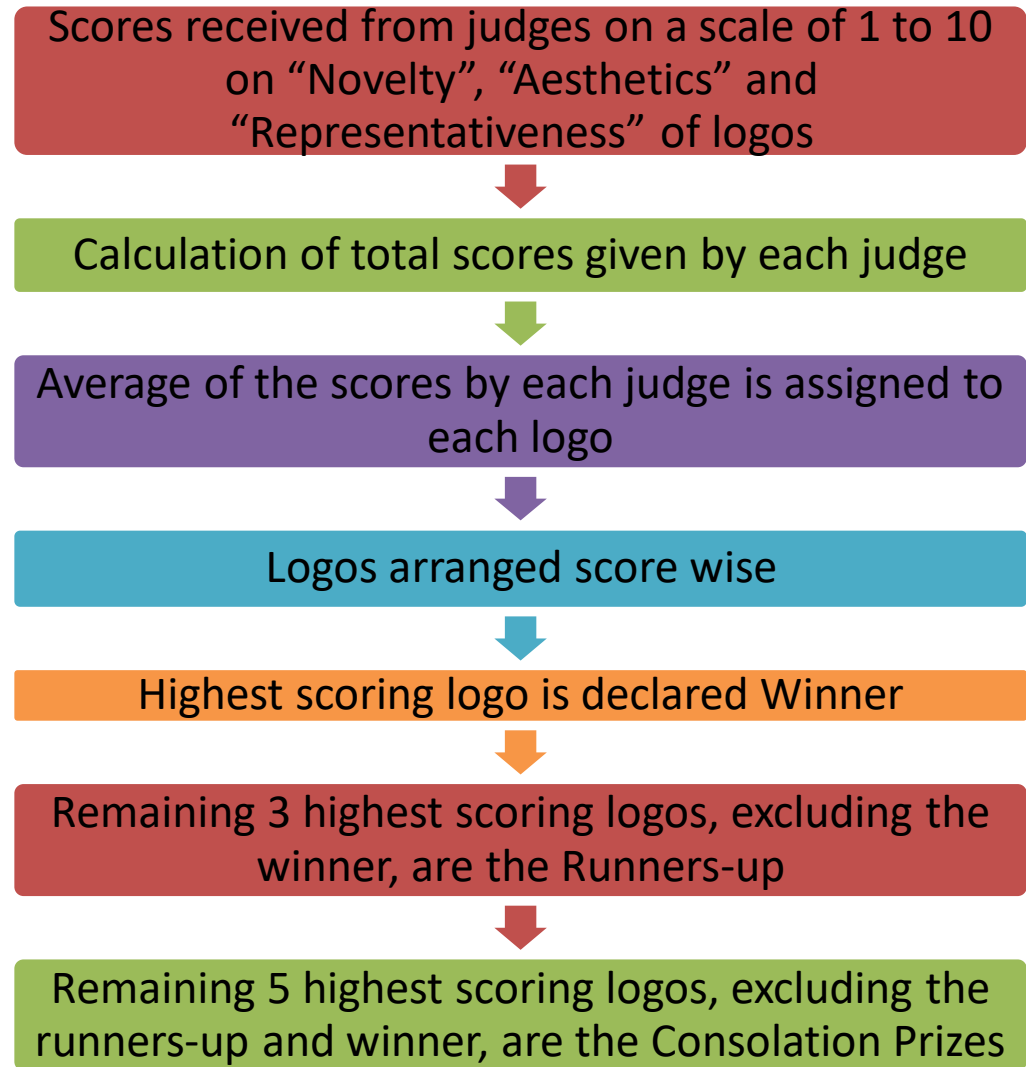 Scores received from judges on a scale of 1 to 10
on “Novelty”, “Aesthetics” and
“Representativeness” of logos
Calculation of total scores given by each judge
Average of the scores by each judge is assigned to
each logo
Logos arranged score wise
Highest scoring logo is declared Winner
Remaining 3 highest scoring logos, excluding the
winner, are the Runners-up
Remaining 5 highest scoring logos, excluding the
runners-up and winner, are the Consolation Prizes